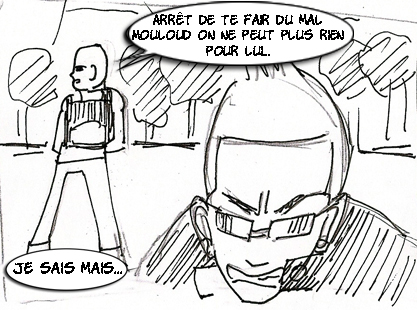 ARRÊT DE TE FAIR DU MAL
MOULOUD ON NE PEUT PLUS RIEN
POUR LUI.
JE SAIS MAIS...